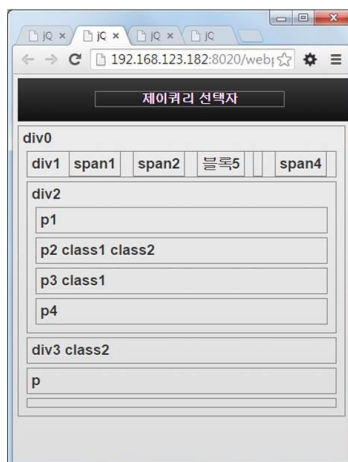 jQ jQ jQ jQ
192.168.123.182:8020/webp
제이쿼리 선택자
div0
div1 span1 span2 블록5 span4
div2
p1
p2 class1 class2
p3 class1
p4
div3 class2
p